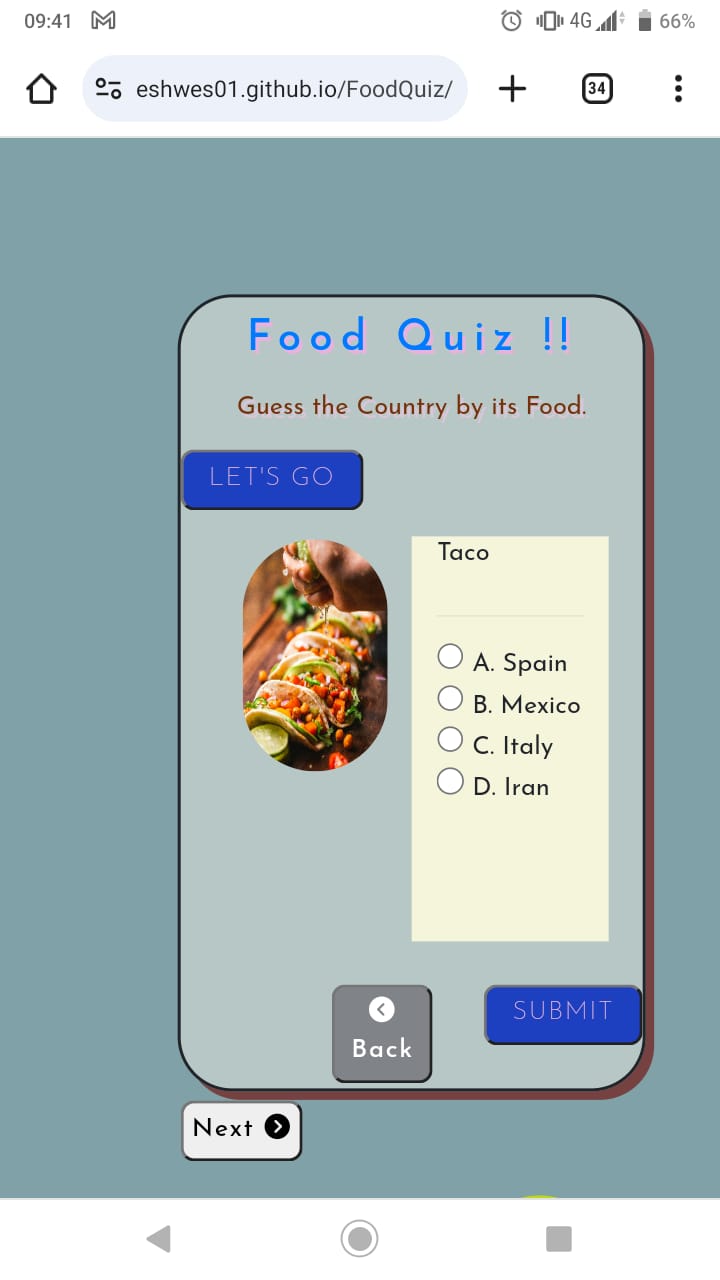 09:41 4G 66%
eshwes01.github.io/FoodQuiz/ 34
Food Quiz !!
Guess the Country by its Food.
LET'S GO
Taco
A. Spain
B. Mexico
C. Italy
D. Iran
SUBMIT
Back
Next